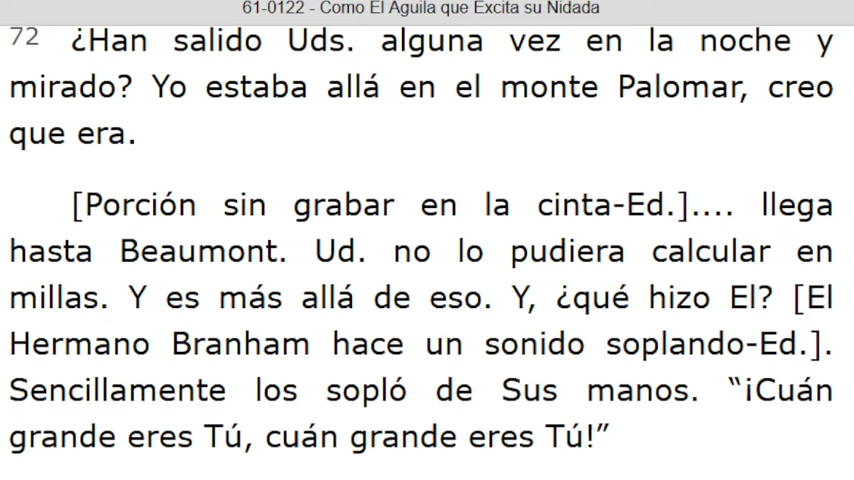 61-0122 - Como El Aguila que Excita su Nidada
72 ¿Han salido Uds. alguna vez en la noche y
mirado? Yo estaba allá en el monte Palomar, creo
que era.
[Porción sin grabar en la cinta-Ed.].... llega
hasta Beaumont. Ud. no lo pudiera calcular en
millas. Y es más allá de eso. Y, ¿qué hizo El? [El
Hermano Branham hace un sonido soplando-Ed.].
Sencillamente los sopló de Sus manos. “¡Cuán
grande eres Tú, cuán grande eres Tú!”